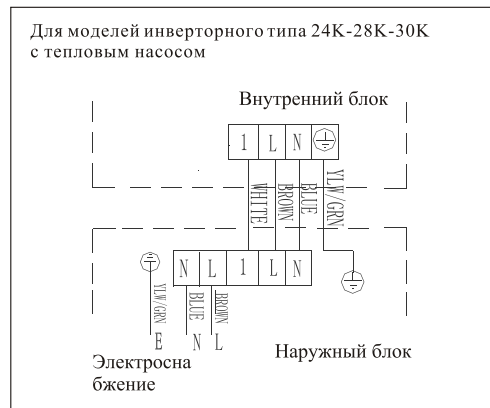 Для моделей инверторного типа 24K-28K-30K
с тепловым насосом
Внутренний блок
1 L N
WHITE BROWN BLUE YLW/GRN
N L 1 L N
YLW/GRN BLUE BROWN
E N L
Электросна
бжение
Наружный блок